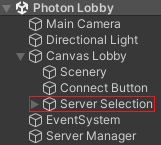 Photon Lobby
Main Camera
Directional Light
Canvas Lobby
Scenery
Connect Button
Server Selection
EventSystem
Server Manager